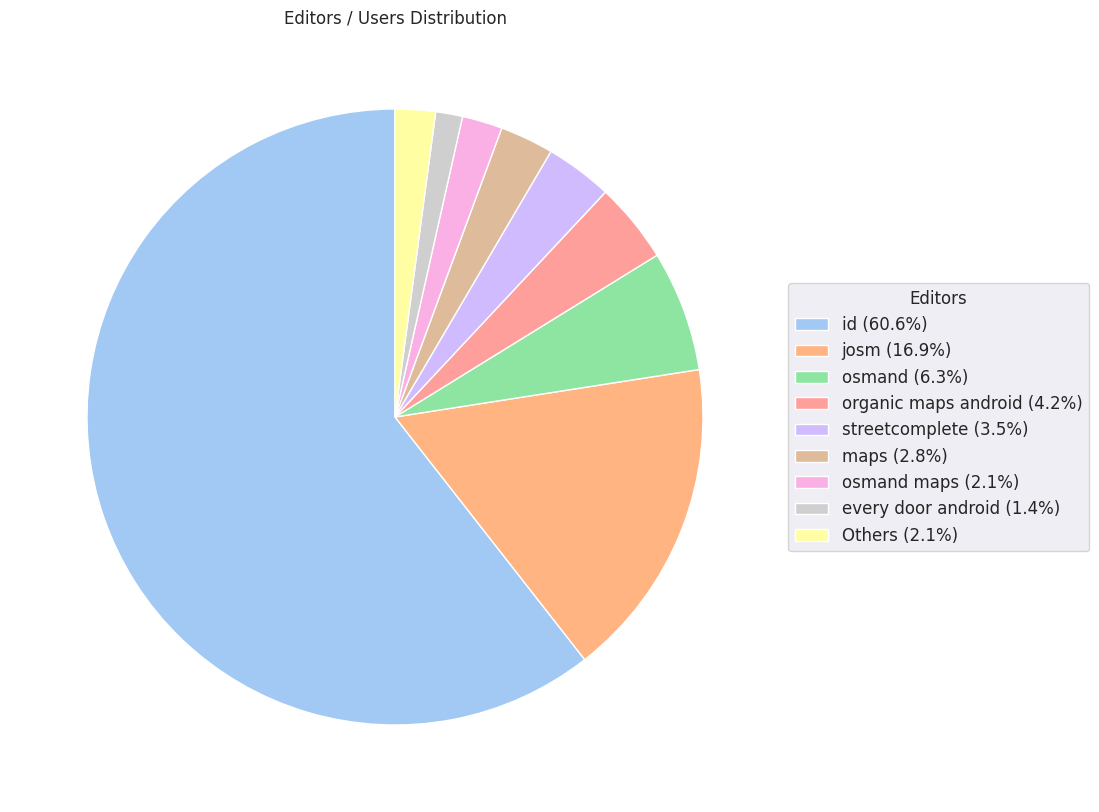 Editors / Users Distribution
Editors
id (60.6%)
josm (16.9%)
osmand (6.3%)
organic maps android (4.2%)
streetcomplete (3.5%)
maps (2.8%)
osmand maps (2.1%)
every door android (1.4%)
Others (2.1%)